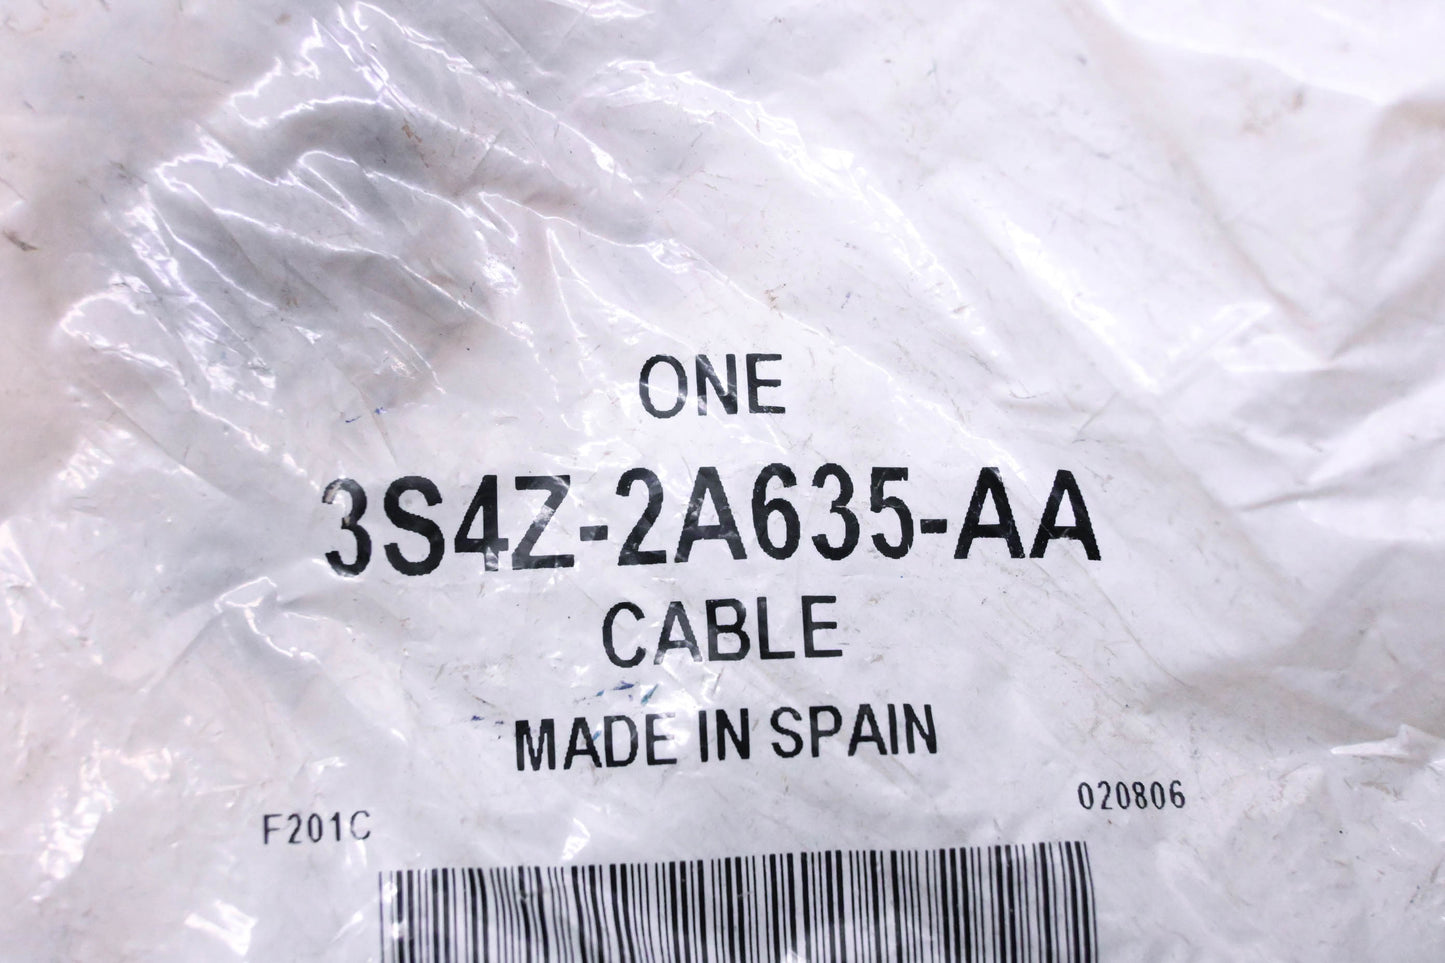 ONE
3S4Z-2A635-AA
CABLE
MADE IN SPAIN
F201C
020806